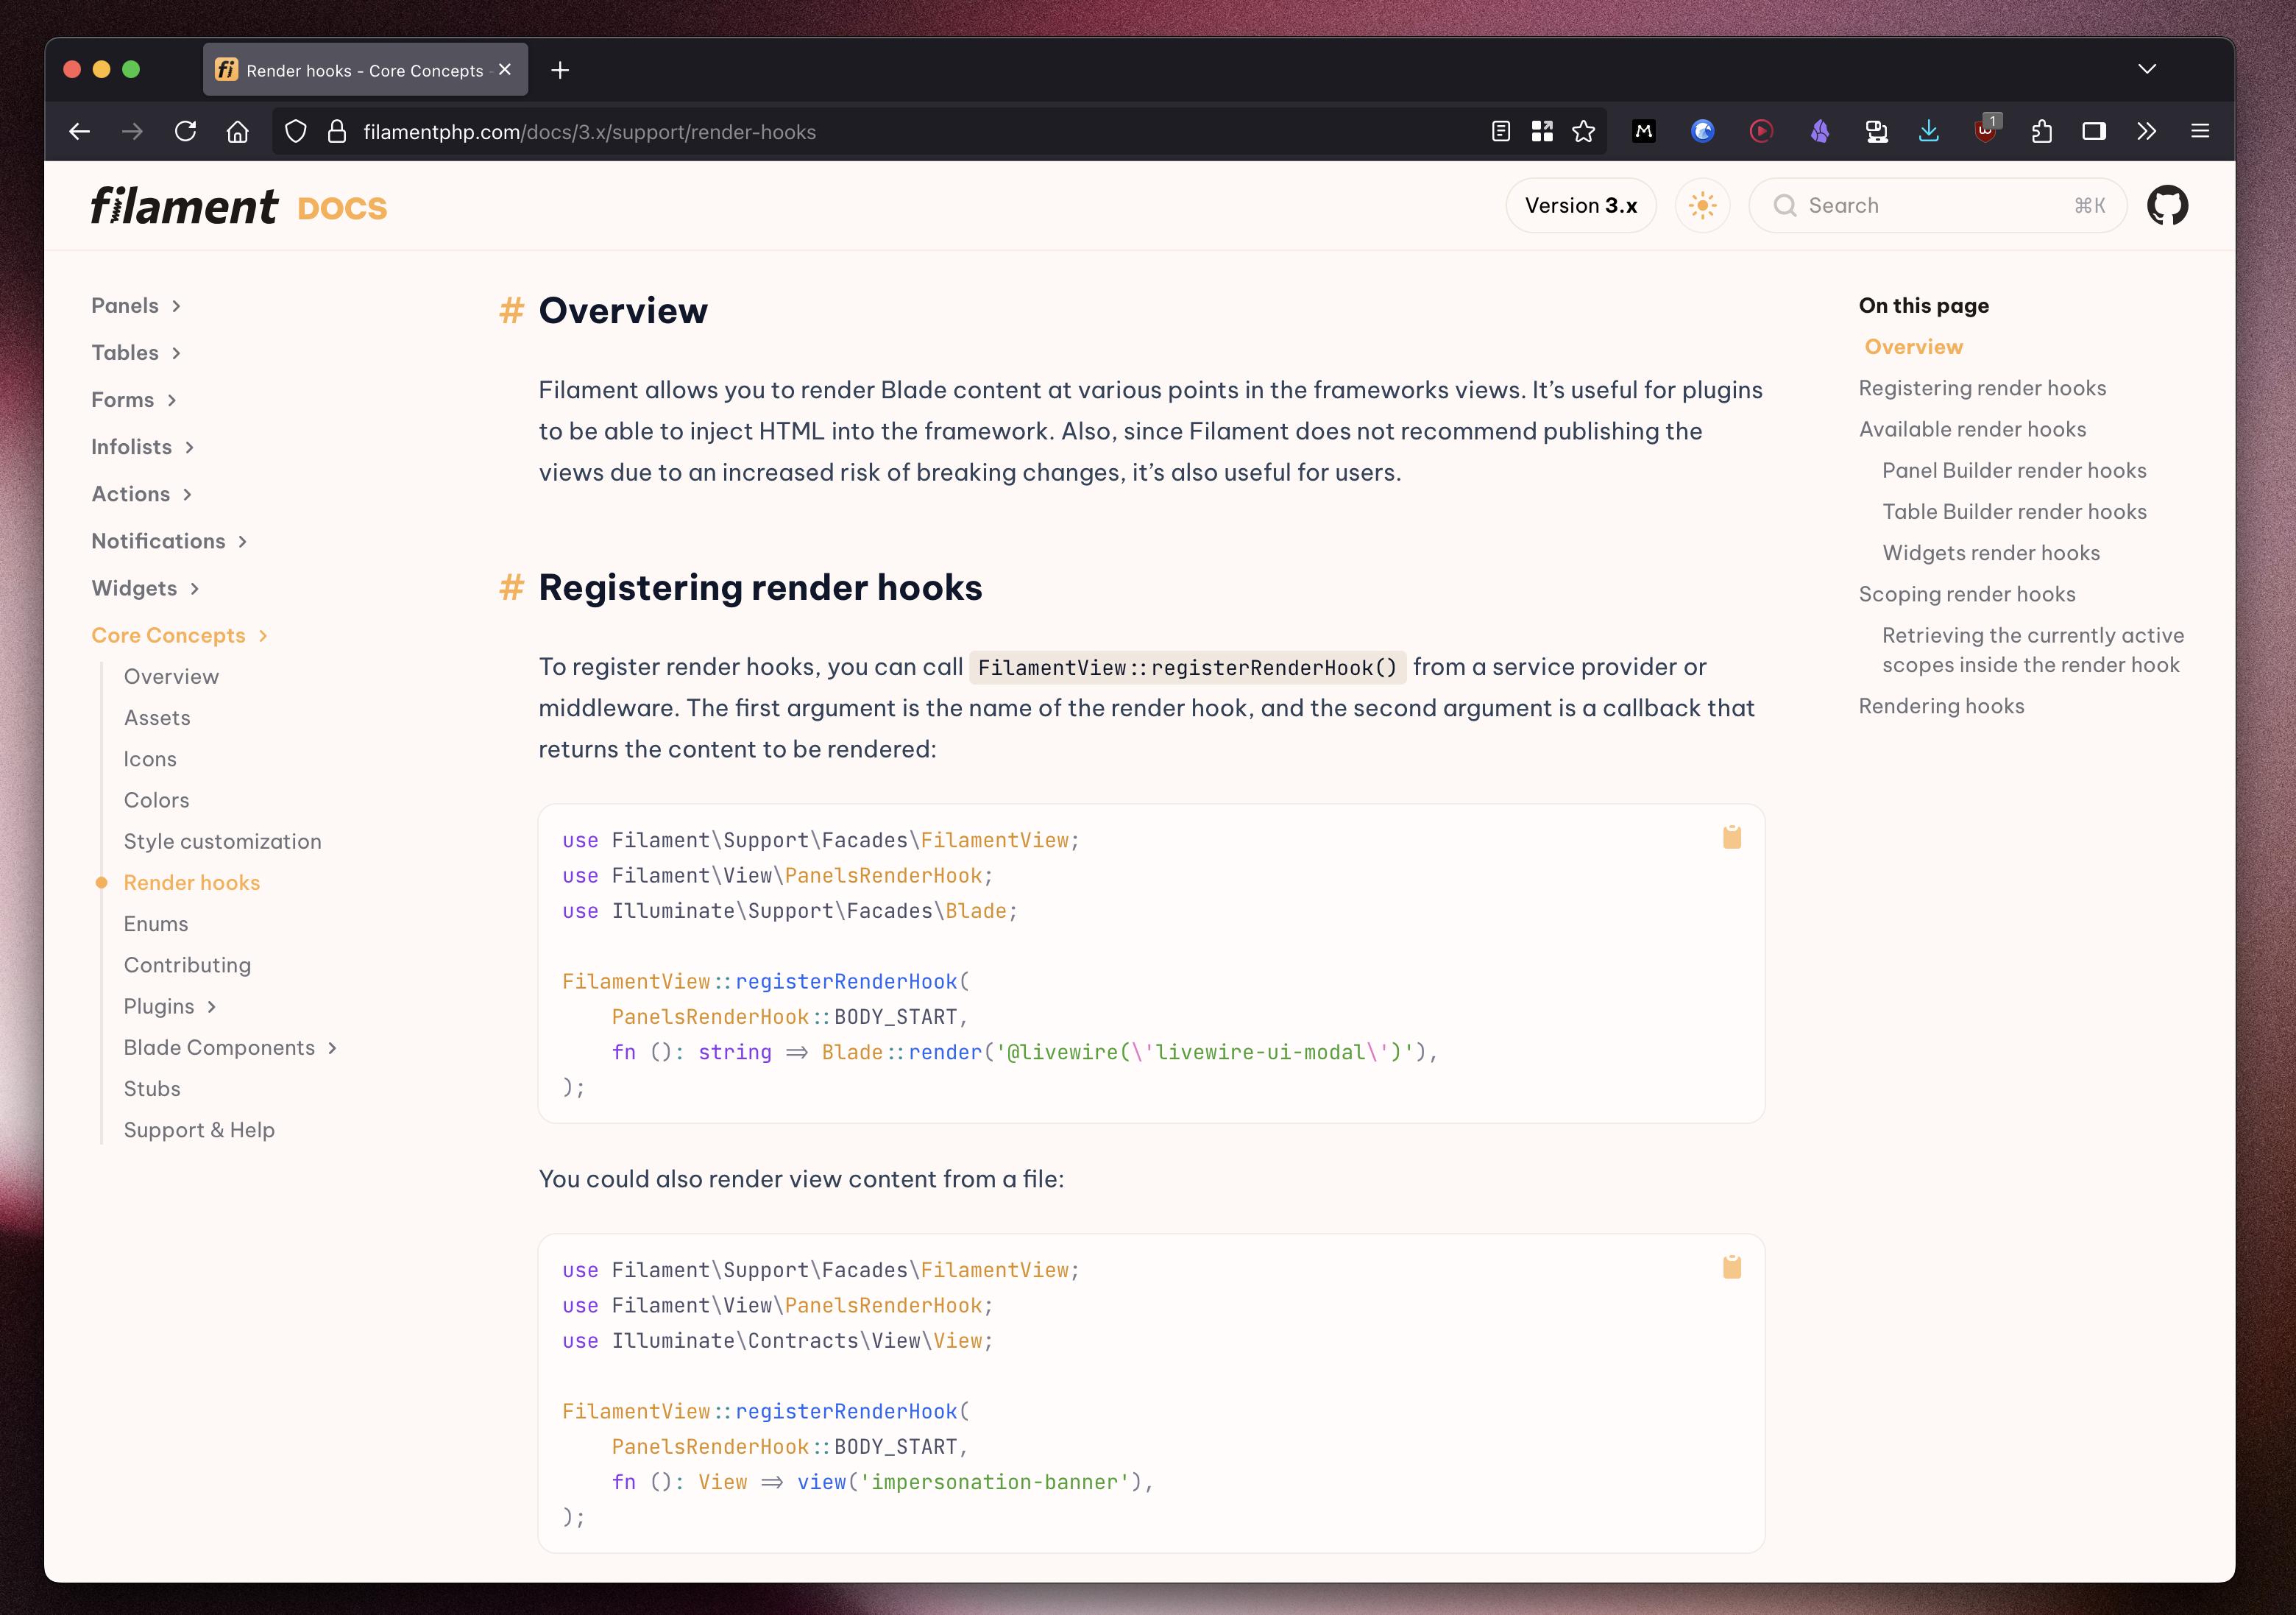 fi Render hooks - Core Concepts
filamentphp.com/docs/3.x/support/render-hooks
1
filament DOCS
Version 3.x
Search
⌘K
Panels
Tables
Forms
Infolists
Actions
Notifications
Widgets
Core Concepts
Overview
Assets
Icons
Colors
Style customization
Render hooks
Enums
Contributing
Plugins
Blade Components
Stubs
Support & Help
# Overview
Filament allows you to render Blade content at various points in the frameworks views. It’s useful for plugins
to be able to inject HTML into the framework. Also, since Filament does not recommend publishing the
views due to an increased risk of breaking changes, it’s also useful for users.
# Registering render hooks
To register render hooks, you can call FilamentView::registerRenderHook() from a service provider or
middleware. The first argument is the name of the render hook, and the second argument is a callback that
returns the content to be rendered:
use Filament\Support\Facades\FilamentView;
use Filament\View\PanelsRenderHook;
use Illuminate\Support\Facades\Blade;
FilamentView::registerRenderHook(
    PanelsRenderHook::BODY_START,
    fn (): string => Blade::render('@livewire(\'livewire-ui-modal\')'),
);
You could also render view content from a file:
use Filament\Support\Facades\FilamentView;
use Filament\View\PanelsRenderHook;
use Illuminate\Contracts\View\View;
FilamentView::registerRenderHook(
    PanelsRenderHook::BODY_START,
    fn (): View => view('impersonation-banner'),
);
On this page
Overview
Registering render hooks
Available render hooks
Panel Builder render hooks
Table Builder render hooks
Widgets render hooks
Scoping render hooks
Retrieving the currently active
scopes inside the render hook
Rendering hooks